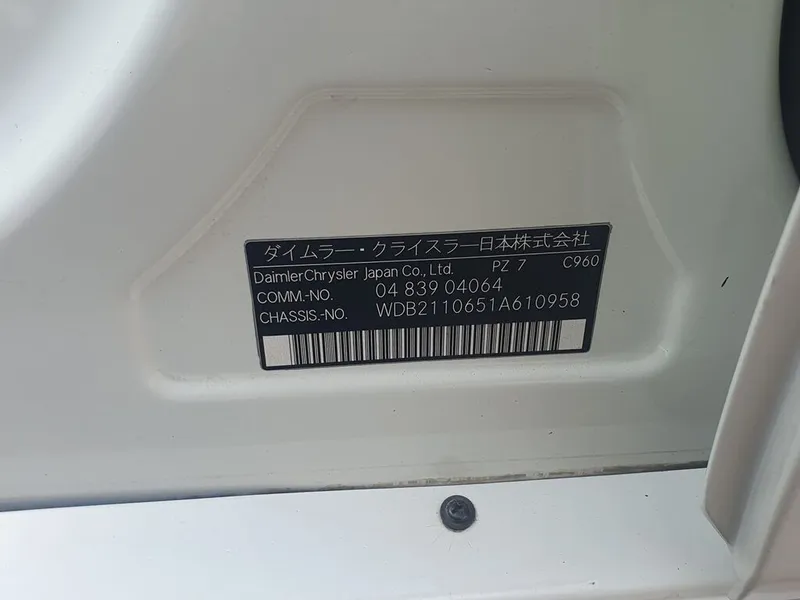 ダイムラー・クライスラー日本株式会社
DaimlerChrysler Japan Co., Ltd. PZ 7 C960
COMM.-NO. 04 839 04064
CHASSIS.-NO. WDB2110651A610958